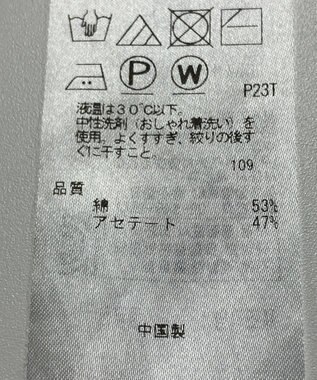 P W P23T
液温は30℃以下。
中性洗剤(おしゃれ着洗い)を
使用。よくすすぎ、絞りの後す
ぐに干すこと。
109
品質
綿 53%
アセテート 47%
中国製